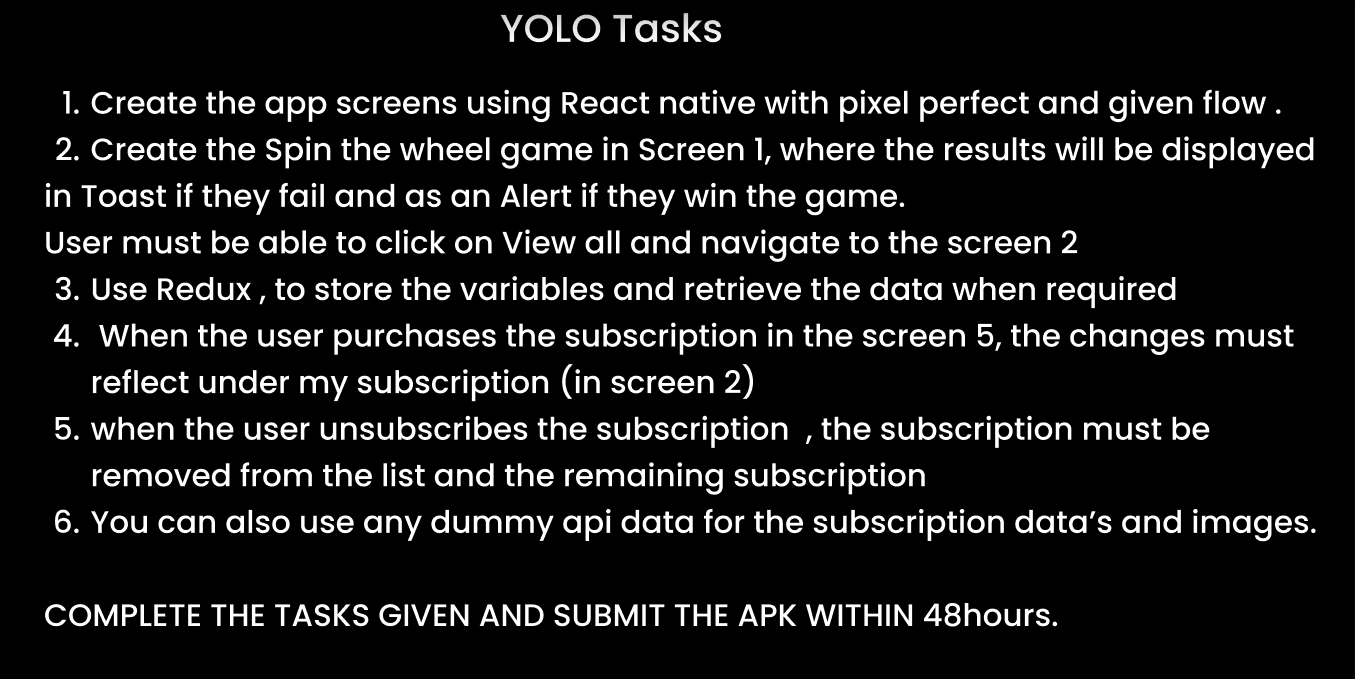 YOLO Tasks
1. Create the app screens using React native with pixel perfect and given flow .
2. Create the Spin the wheel game in Screen 1, where the results will be displayed
in Toast if they fail and as an Alert if they win the game.
User must be able to click on View all and navigate to the screen 2
3. Use Redux , to store the variables and retrieve the data when required
4. When the user purchases the subscription in the screen 5, the changes must
reflect under my subscription (in screen 2)
5. when the user unsubscribes the subscription , the subscription must be
removed from the list and the remaining subscription
6. You can also use any dummy api data for the subscription data’s and images.
COMPLETE THE TASKS GIVEN AND SUBMIT THE APK WITHIN 48hours.